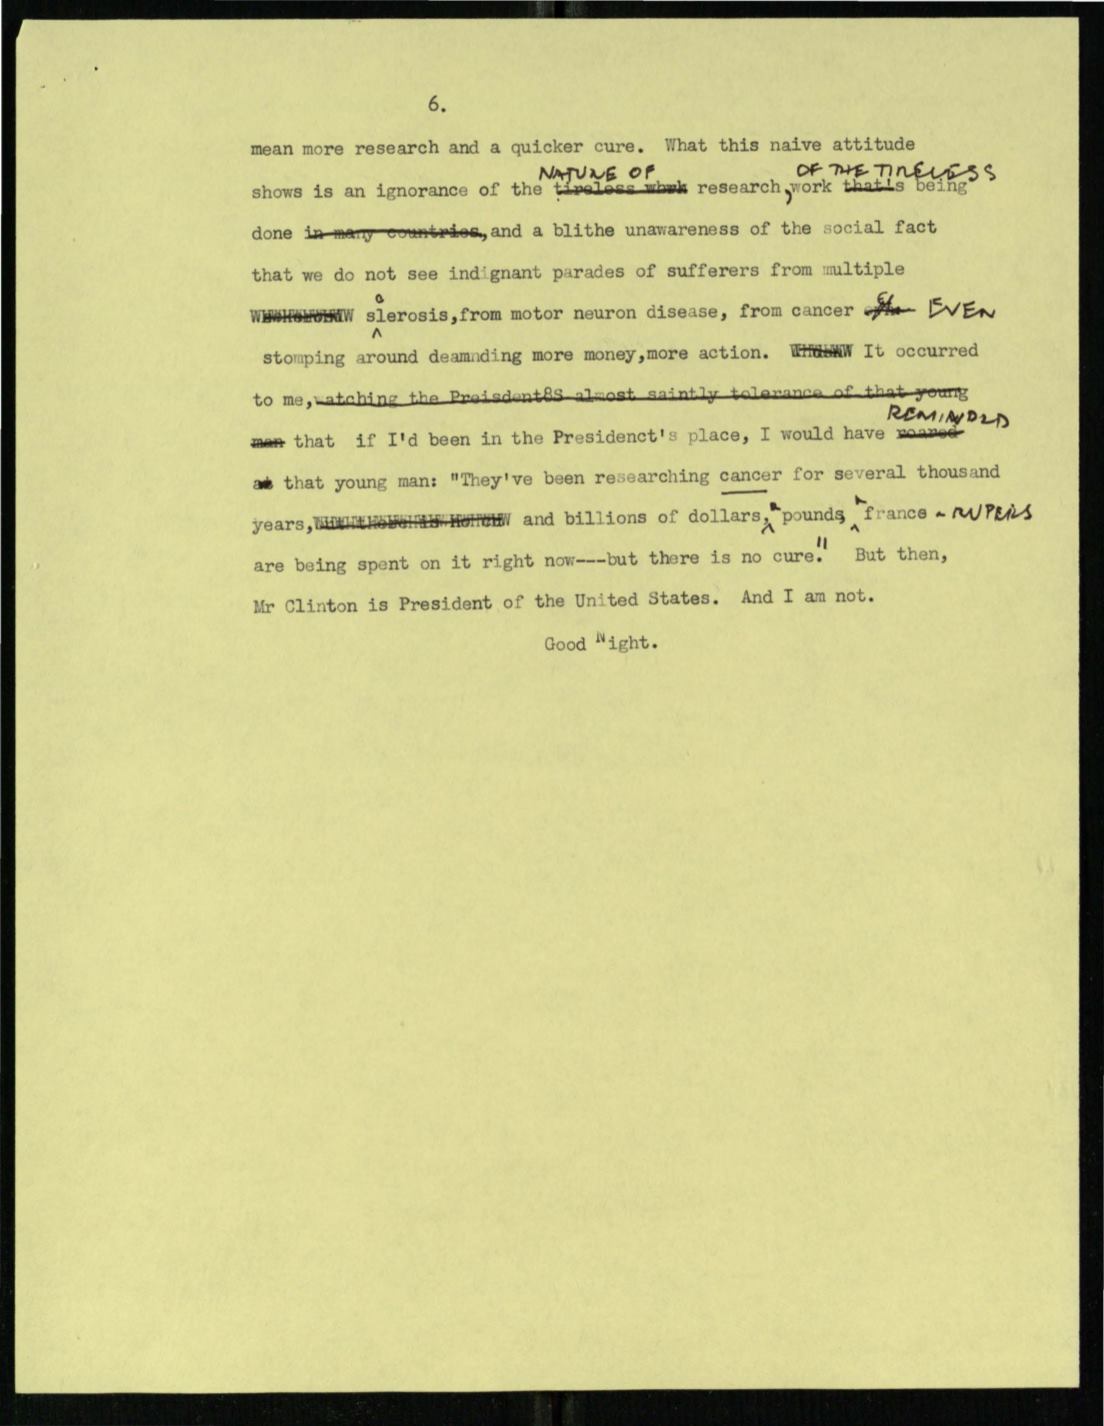 6.
mean more research and a quicker cure. What this naive attitude
NATURE OF OF THE TIRELESS
shows is an ignorance of the tireless work research, work that's being
done in many countries, and a blithe unawareness of the social fact
that we do not see indignant parades of sufferers from multiple
c
slerosis,from motor neuron disease, from cancer EVEN
stomping around deamnding more money,more action. It occurred
to me,watching the Preisdent8S almost saintly tolerance of that young
REMINDED
man that if I'd been in the Presidenct's place, I would have roared
at that young man: "They've been researching cancer for several thousand
years, and billions of dollars, pounds, france - RUPEES
are being spent on it right now---but there is no cure." But then,
Mr Clinton is President of the United States. And I am not.
Good Night.